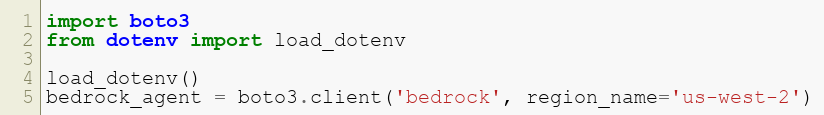 1 import boto3
2 from dotenv import load_dotenv
3
4 load_dotenv()
5 bedrock_agent = boto3.client('bedrock', region_name='us-west-2')